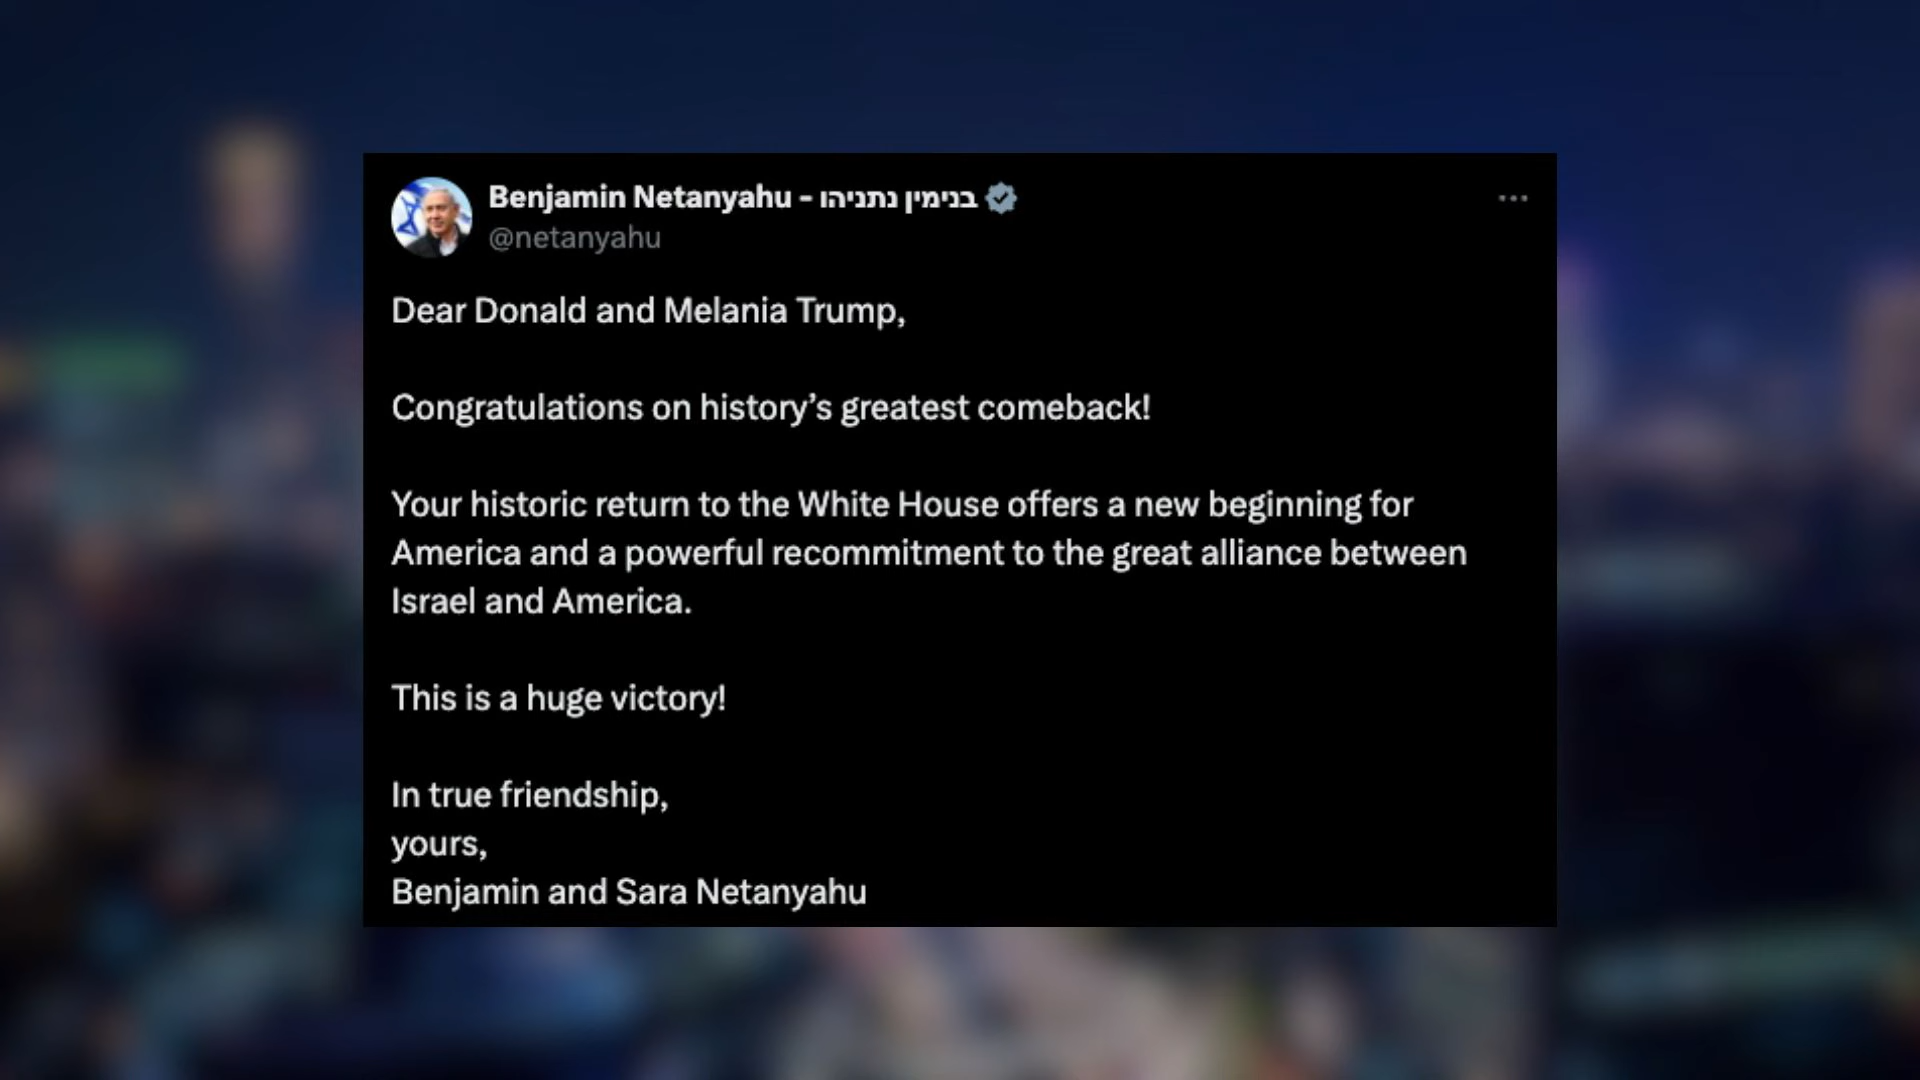 Benjamin Netanyahu - בנימין נתניהו
@netanyahu
Dear Donald and Melania Trump,
Congratulations on history’s greatest comeback!
Your historic return to the White House offers a new beginning for
America and a powerful recommitment to the great alliance between
Israel and America.
This is a huge victory!
In true friendship,
yours,
Benjamin and Sara Netanyahu